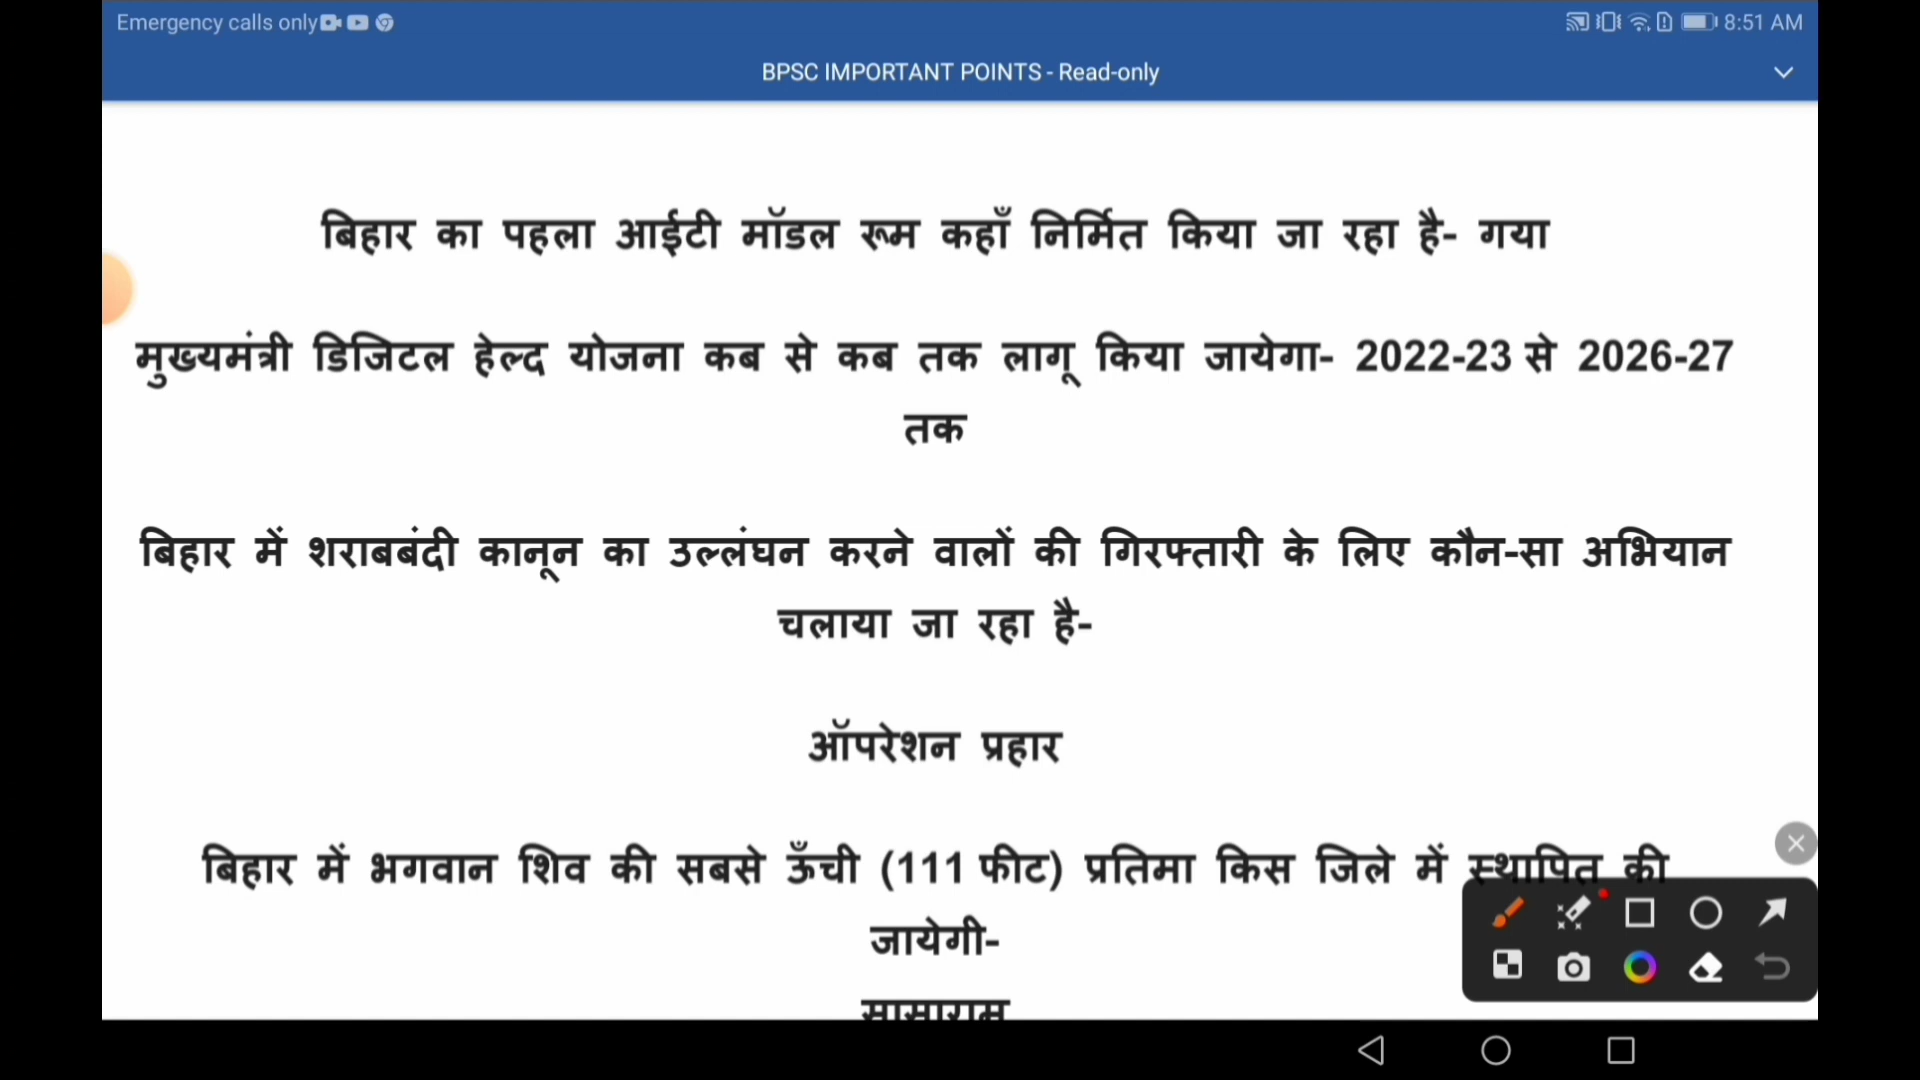 Emergency calls only
8:51 AM
BPSC IMPORTANT POINTS - Read-only
बिहार का पहला आईटी मॉडल रूम कहाँ निर्मित किया जा रहा है- गया
मुख्यमंत्री डिजिटल हेल्द योजना कब से कब तक लागू किया जायेगा- 2022-23 से 2026-27
तक
बिहार में शराबबंदी कानून का उल्लंघन करने वालों की गिरफ्तारी के लिए कौन-सा अभियान
चलाया जा रहा है-
ऑपरेशन प्रहार
बिहार में भगवान शिव की सबसे ऊँची (111 फीट) प्रतिमा किस जिले में स्थापित की
जायेगी-
सासाराम